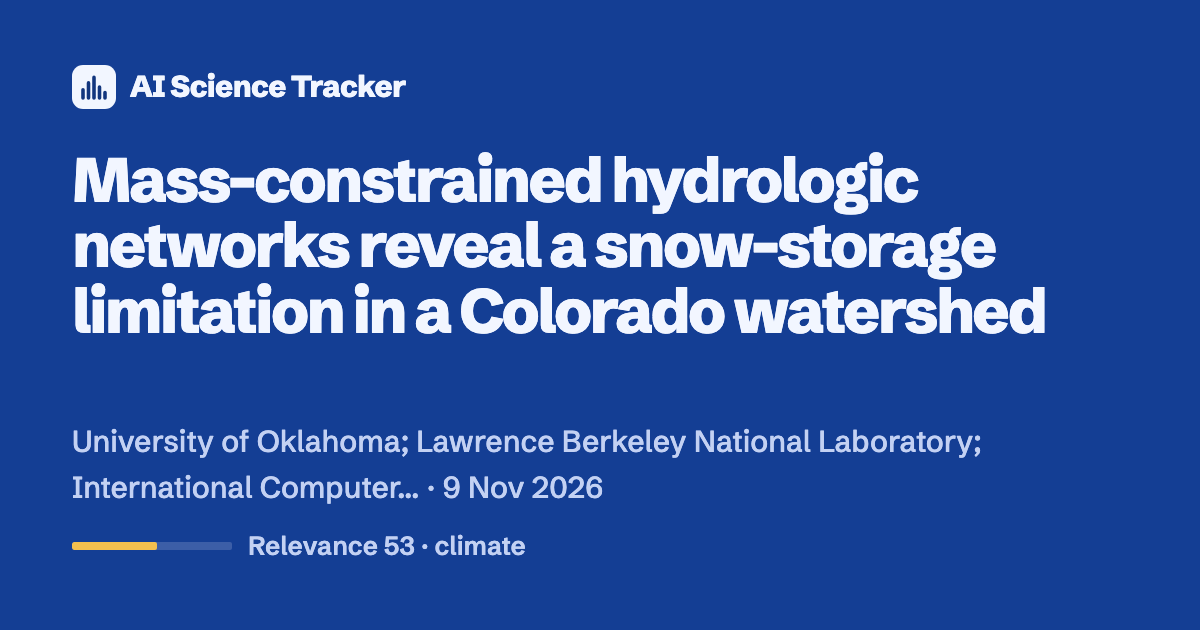 AI Science Tracker
Mass-constrained hydrologic
networks reveal a snow-storage
limitation in a Colorado watershed
University of Oklahoma; Lawrence Berkeley National Laboratory;
International Computer... · 9 Nov 2026
Relevance 53 · climate